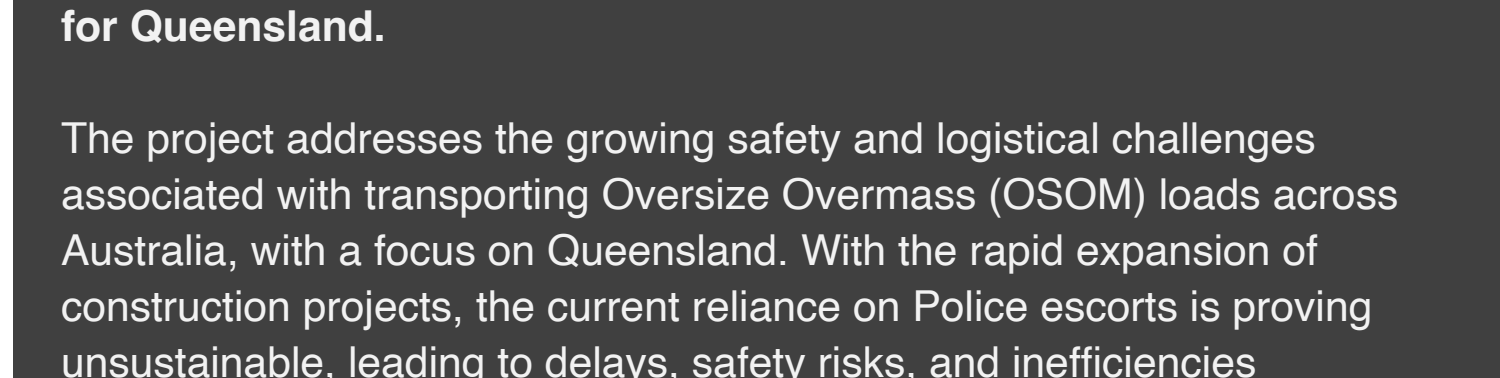 for Queensland.
The project addresses the growing safety and logistical challenges
associated with transporting Oversize Overmass (OSOM) loads across
Australia, with a focus on Queensland. With the rapid expansion of
construction projects, the current reliance on Police escorts is proving
unsustainable, leading to delays, safety risks, and inefficiencies